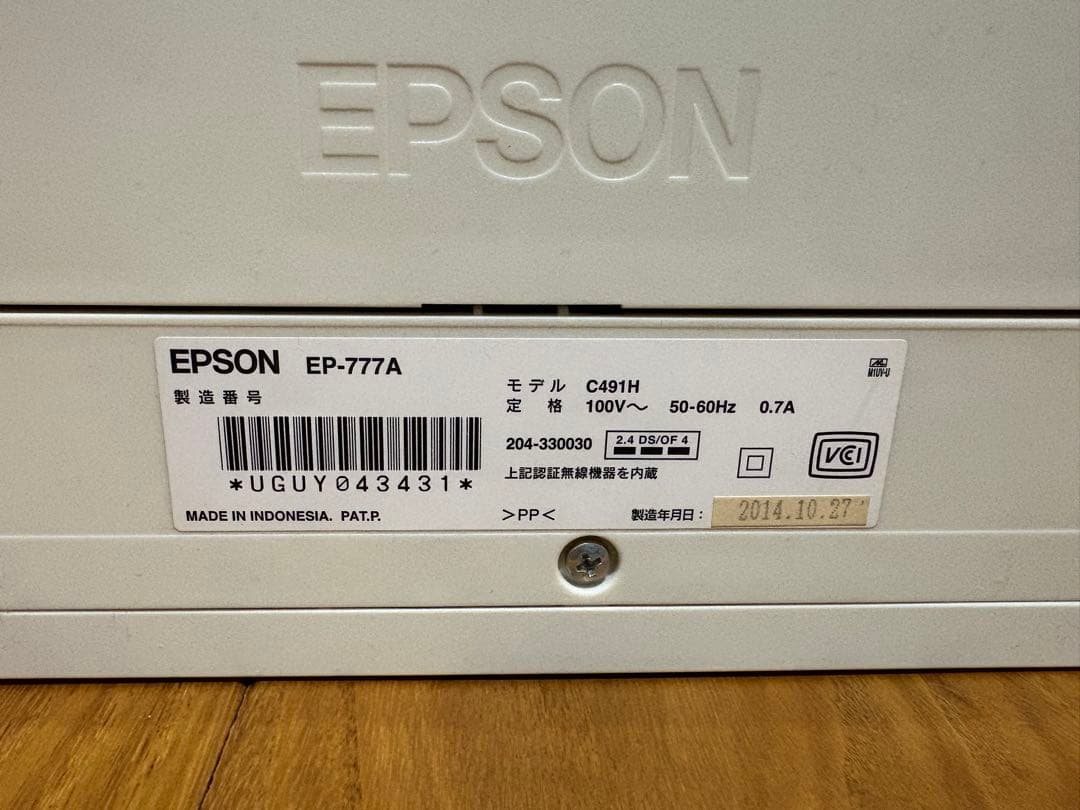 EPSON
EPSON EP-777A
製造番号
*UGUY043431*
MADE IN INDONESIA. PAT.P.
モデル C491H
定格 100V～ 50-60Hz 0.7A
204-330030 2.4 DS/OF 4
上記認証無線機器を内蔵
>PP<
製造年月日： 2014.10.27
VCI
M1UV-U